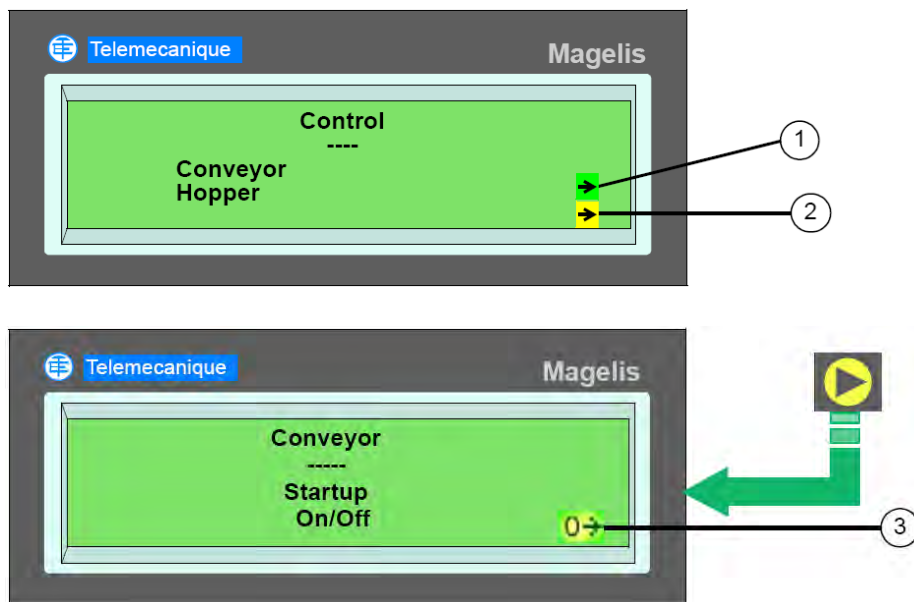 Telemecanique
Magelis
Control
----
Conveyor
Hopper
1
2
Telemecanique
Magelis
Conveyor
-----
Startup
On/Off
0→
3